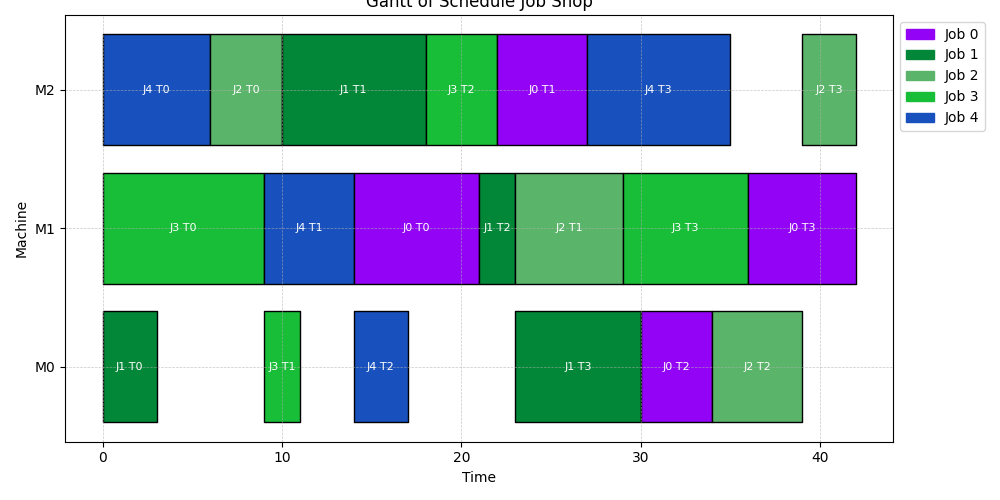 Gantt of Schedule Job Shop
M2
J4 T0
J2 T0
J1 T1
J3 T2
J0 T1
J4 T3
J2 T3
M1
J3 T0
J4 T1
J0 T0
J1 T2
J2 T1
J3 T3
J0 T3
M0
J1 T0
J3 T1
J4 T2
J1 T3
J0 T2
J2 T2
Machine
0
10
20
30
40
Time
Job 0
Job 1
Job 2
Job 3
Job 4